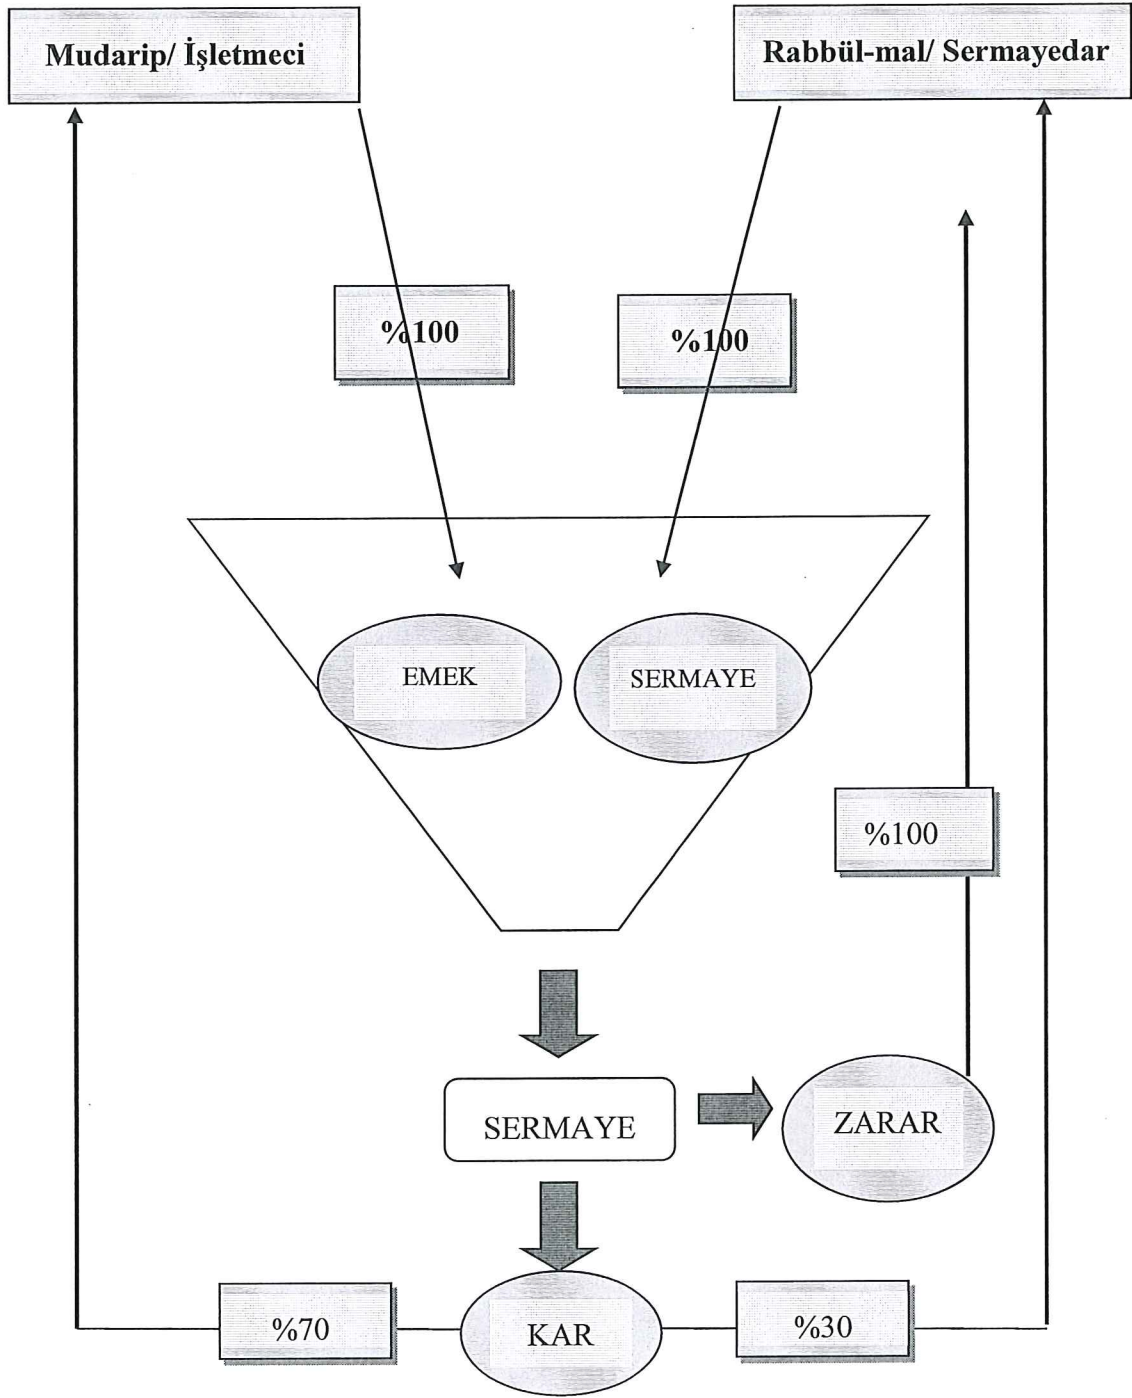 Mudarip/ İşletmeci
Rabbül-mal/ Sermayedar
%100
%100
EMEK
SERMAYE
%100
SERMAYE
ZARAR
%70
KAR
%30